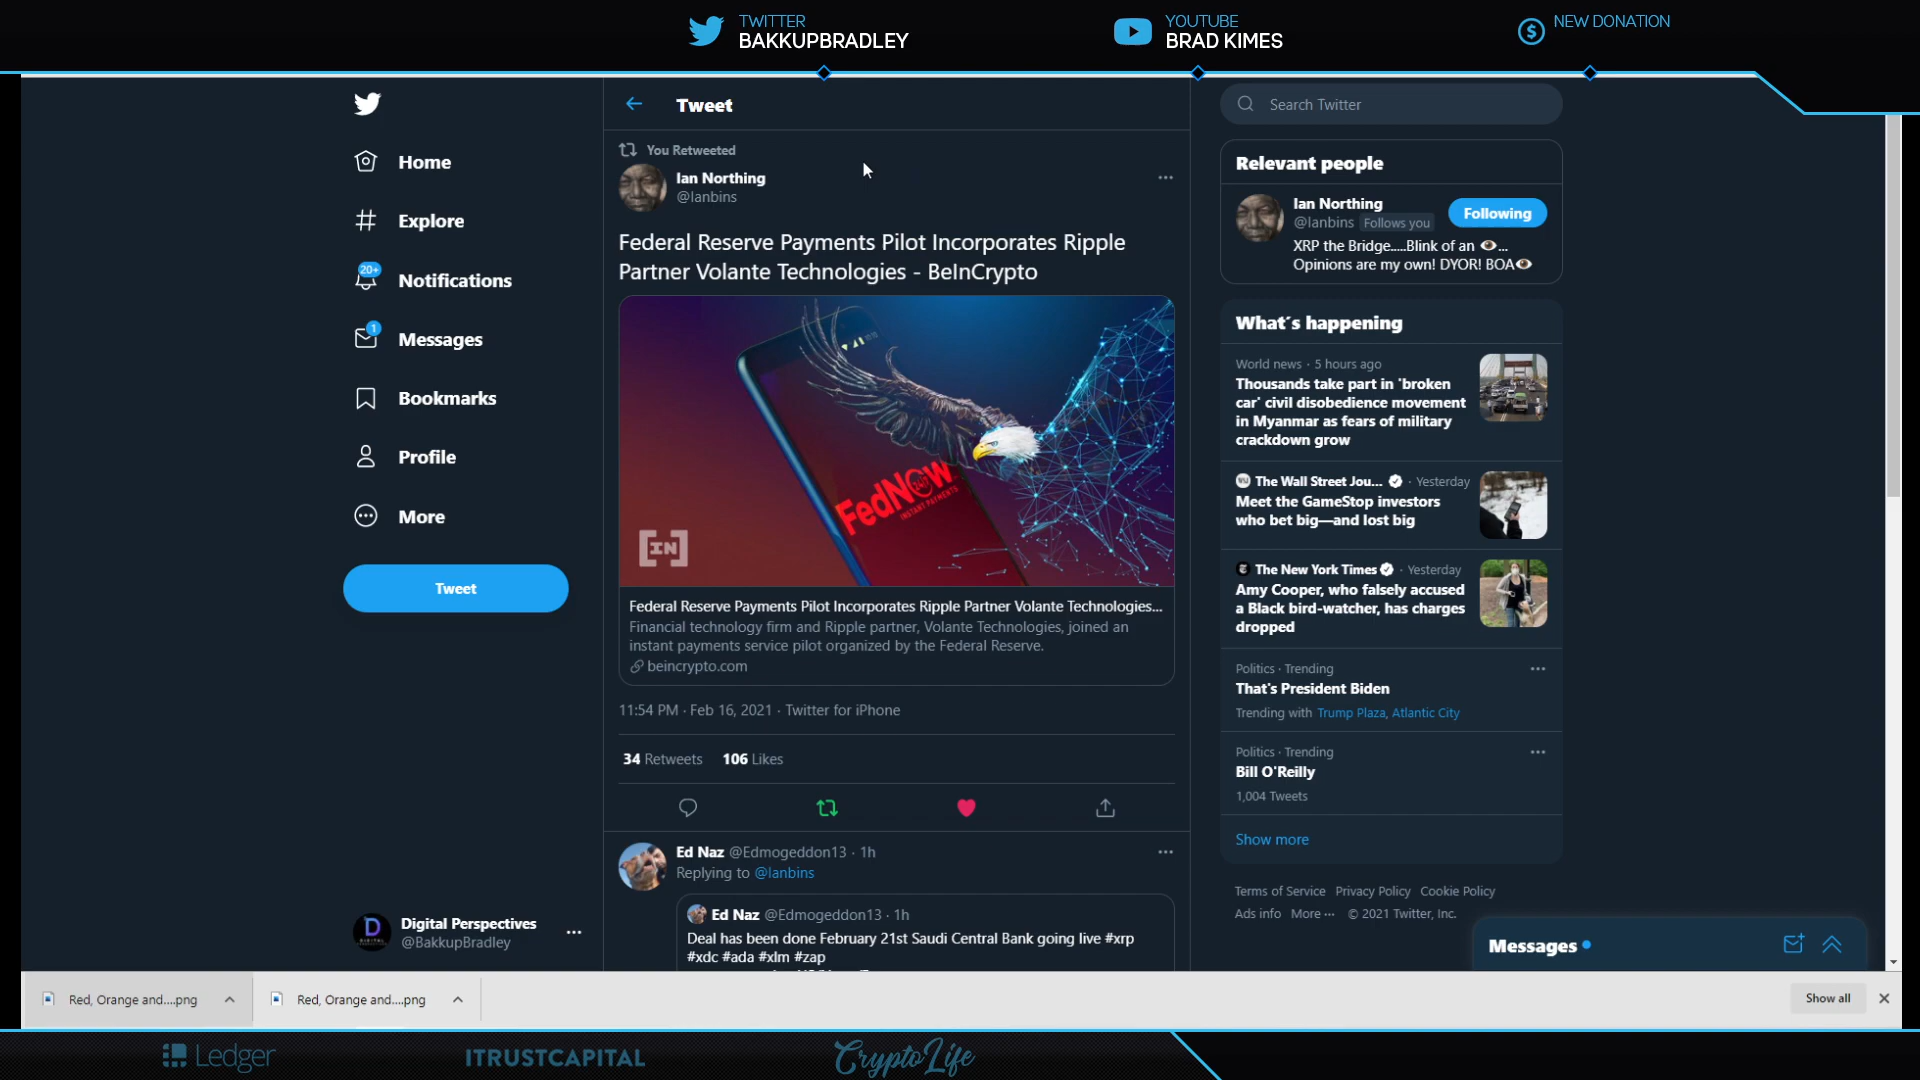 TWITTER
BAKKUPBRADLEY
YOUTUBE
BRAD KIMES
NEW DONATION
Home
Explore
20+
Notifications
1
Messages
Bookmarks
Profile
More
Tweet
Digital Perspectives
@BakkupBradley
Tweet
You Retweeted
Ian Northing
@Ianbins
Federal Reserve Payments Pilot Incorporates Ripple
Partner Volante Technologies - BeInCrypto
FedNow
INSTANT PAYMENTS
[IN]
Federal Reserve Payments Pilot Incorporates Ripple Partner Volante Technologies...
Financial technology firm and Ripple partner, Volante Technologies, joined an
instant payments service pilot organized by the Federal Reserve.
beincrypto.com
11:54 PM · Feb 16, 2021 · Twitter for iPhone
34 Retweets 106 Likes
Ed Naz @Edmogeddon13 · 1h
Replying to @Ianbins
Ed Naz @Edmogeddon13 · 1h
Deal has been done February 21st Saudi Central Bank going live #xrp
#xdc #ada #xlm #zap
Search Twitter
Relevant people
Ian Northing
@Ianbins Follows you
Following
XRP the Bridge.....Blink of an 👁...
Opinions are my own! DYOR! BOA👁
What's happening
World news · 5 hours ago
Thousands take part in 'broken
car' civil disobedience movement
in Myanmar as fears of military
crackdown grow
The Wall Street Jou... · Yesterday
Meet the GameStop investors
who bet big—and lost big
The New York Times · Yesterday
Amy Cooper, who falsely accused
a Black bird-watcher, has charges
dropped
Politics · Trending
That's President Biden
Trending with Trump Plaza, Atlantic City
Politics · Trending
Bill O'Reilly
1,004 Tweets
Show more
Terms of Service Privacy Policy Cookie Policy
Ads info More ··· © 2021 Twitter, Inc.
Messages
Red, Orange and....png
Red, Orange and....png
Show all
Ledger
ITRUSTCAPITAL
CryptoLife